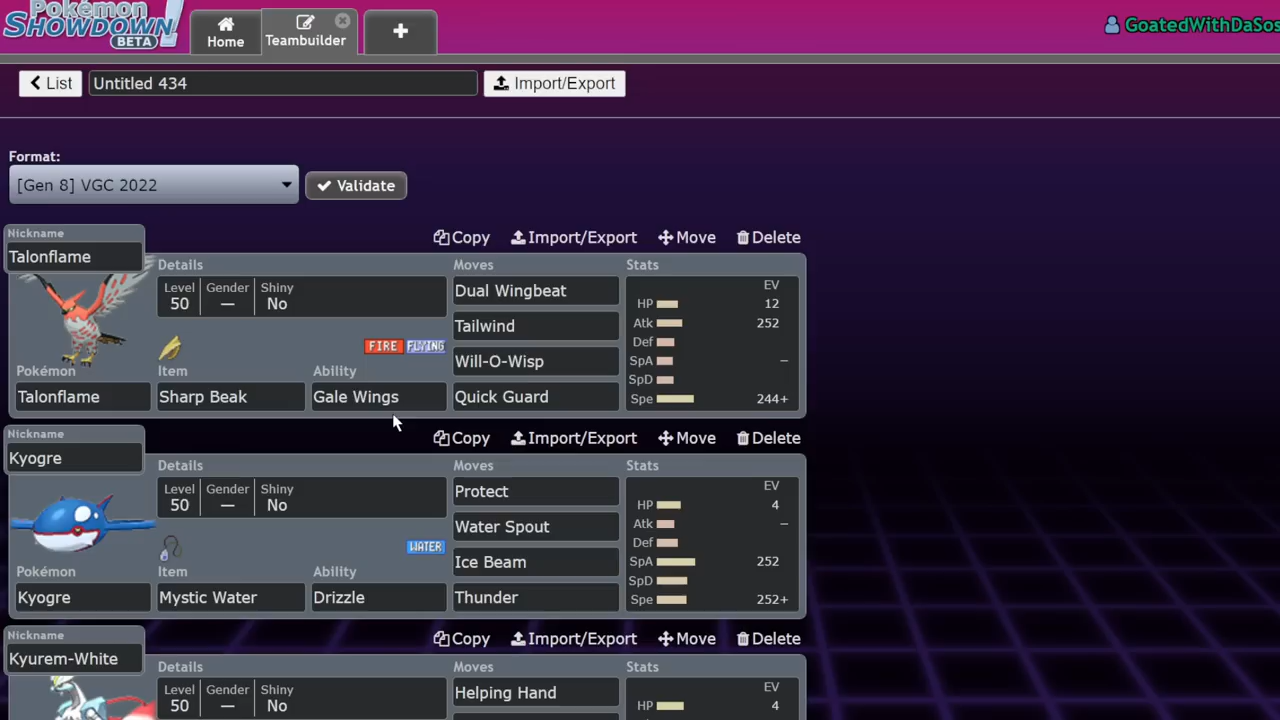 Pokémon
SHOWDOWN!
BETA
Home
Teambuilder
GoatedWithDaSos
List
Untitled 434
Import/Export
Format:
[Gen 8] VGC 2022
Validate
Nickname
Talonflame
Copy
Import/Export
Move
Delete
Details
Level
50
Gender
—
Shiny
No
FIRE FLYING
Pokémon
Talonflame
Item
Sharp Beak
Ability
Gale Wings
Moves
Dual Wingbeat
Tailwind
Will-O-Wisp
Quick Guard
Stats
EV
HP 12
Atk 252
Def
SpA –
SpD
Spe 244+
Nickname
Kyogre
Copy
Import/Export
Move
Delete
Details
Level
50
Gender
—
Shiny
No
WATER
Pokémon
Kyogre
Item
Mystic Water
Ability
Drizzle
Moves
Protect
Water Spout
Ice Beam
Thunder
Stats
EV
HP 4
Atk –
Def
SpA 252
SpD
Spe 252+
Nickname
Kyurem-White
Copy
Import/Export
Move
Delete
Details
Level
50
Gender
—
Shiny
No
Moves
Helping Hand
Stats
EV
HP 4